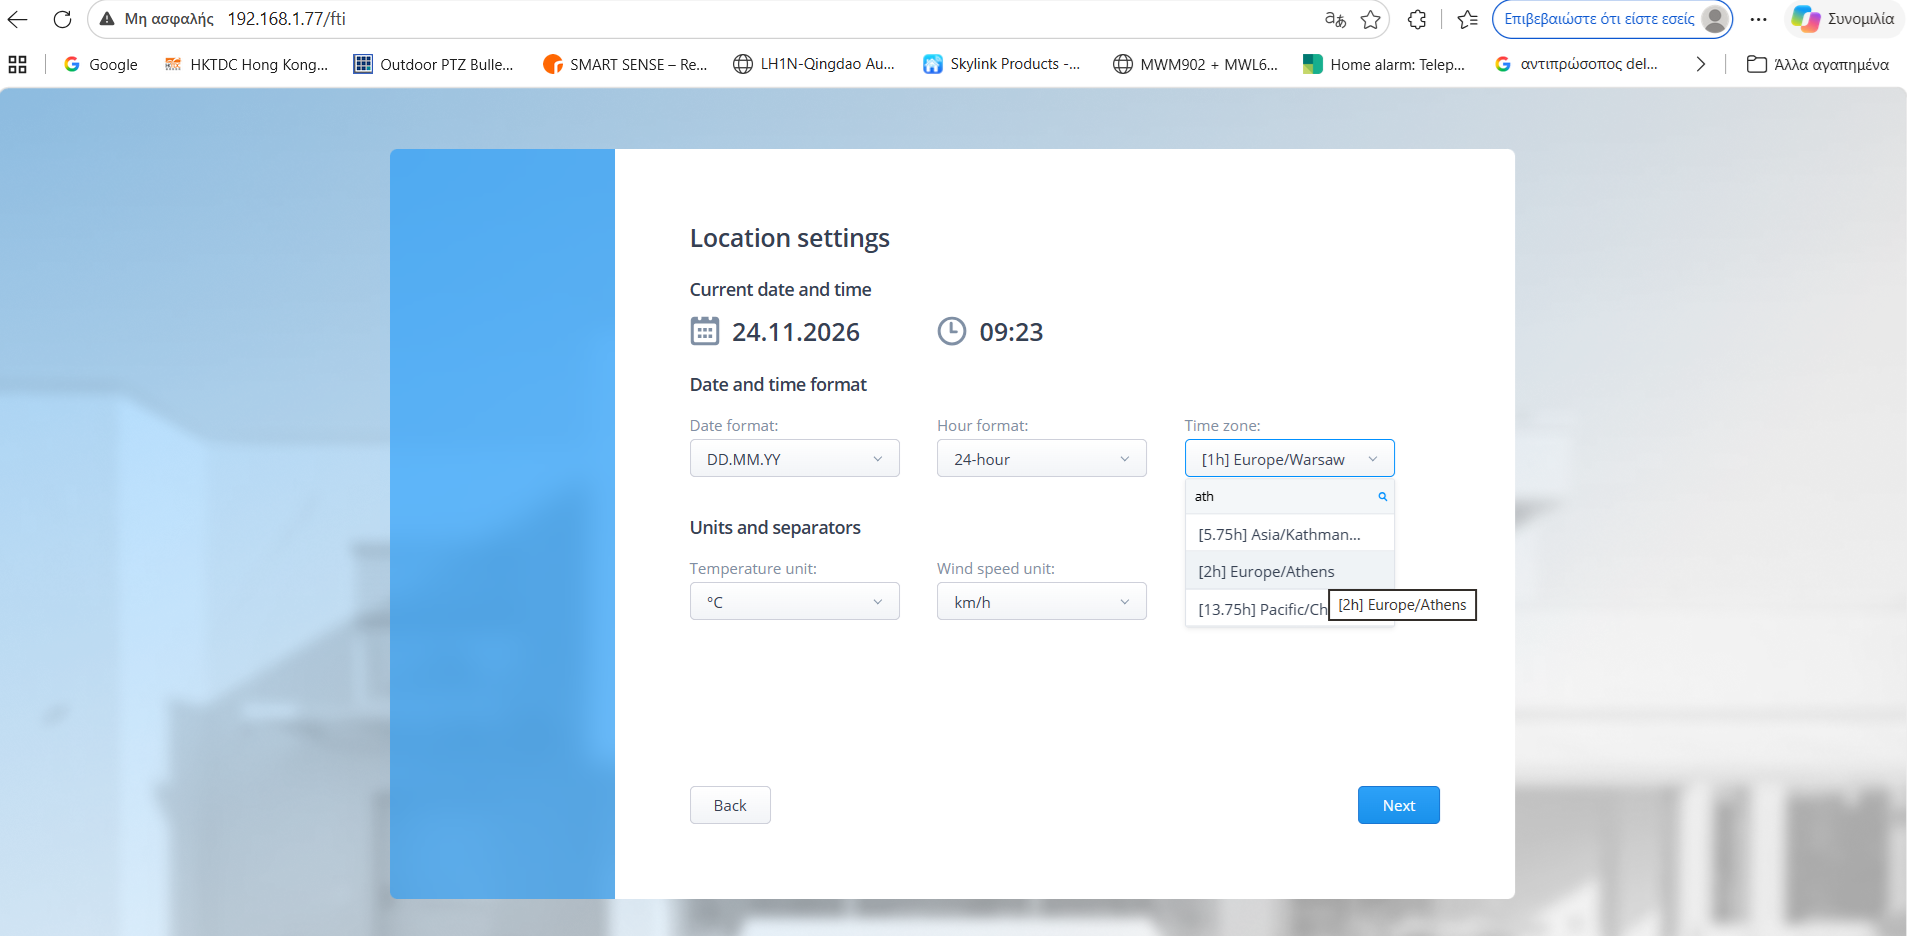 Μη ασφαλής 192.168.1.77/fti
Επιβεβαιώστε ότι είστε εσείς
Συνομιλία
Google
HKTDC Hong Kong...
Outdoor PTZ Bulle...
SMART SENSE – Re...
LH1N-Qingdao Au...
Skylink Products -...
MWM902 + MWL6...
Home alarm: Telep...
αντιπρώσοπος del...
Άλλα αγαπημένα
Location settings
Current date and time
24.11.2026
09:23
Date and time format
Date format:
Hour format:
Time zone:
DD.MM.YY
24-hour
[1h] Europe/Warsaw
ath
[5.75h] Asia/Kathman...
[2h] Europe/Athens
[13.75h] Pacific/Ch
[2h] Europe/Athens
Units and separators
Temperature unit:
Wind speed unit:
°C
km/h
Back
Next